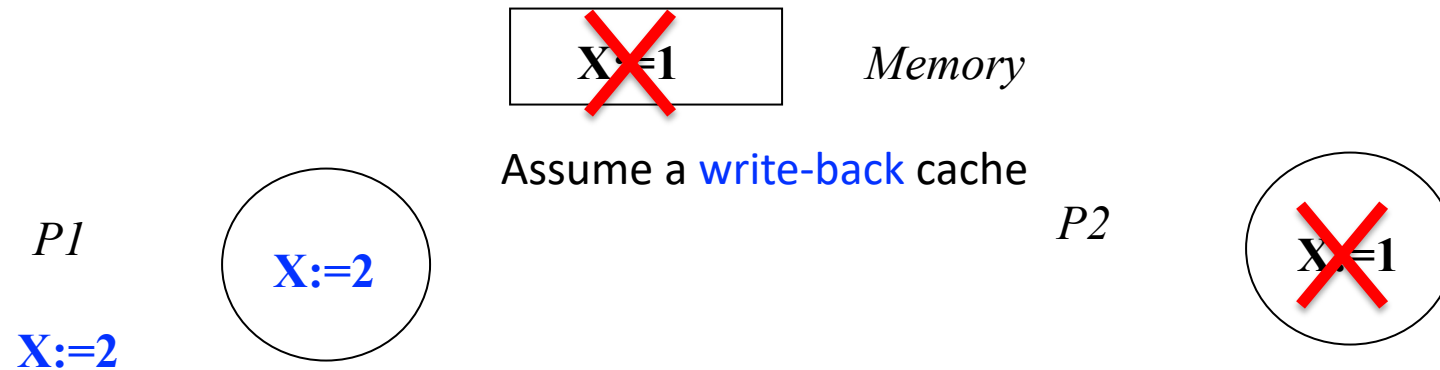 X:=1 Memory
Assume a write-back cache
P1 X:=2 P2 X:=1
X:=2